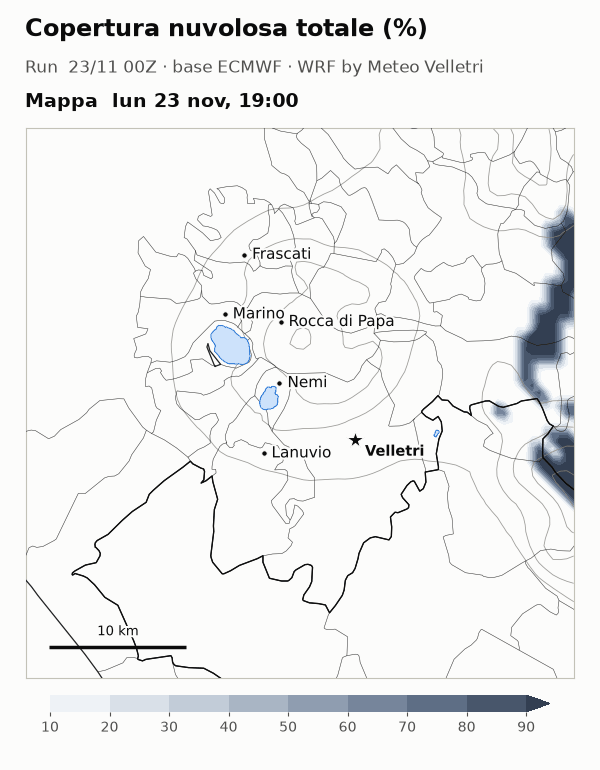 Copertura nuvolosa totale (%)
Run 23/11 00Z · base ECMWF · WRF by Meteo Velletri
Mappa lun 23 nov, 19:00
Frascati
Marino
Rocca di Papa
Nemi
Velletri
Lanuvio
10 km
10 20 30 40 50 60 70 80 90